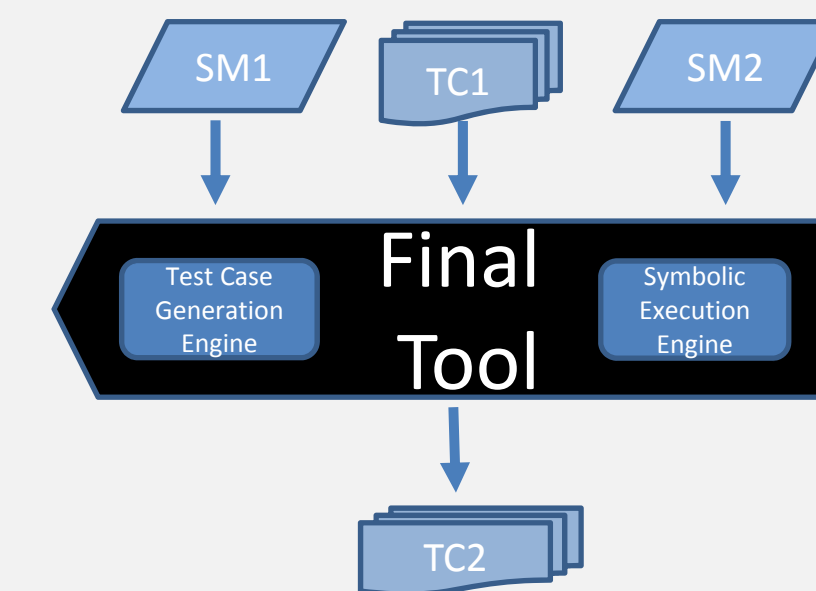 SM1
TC1
SM2
Test Case
Generation
Engine
Final
Tool
Symbolic
Execution
Engine
TC2